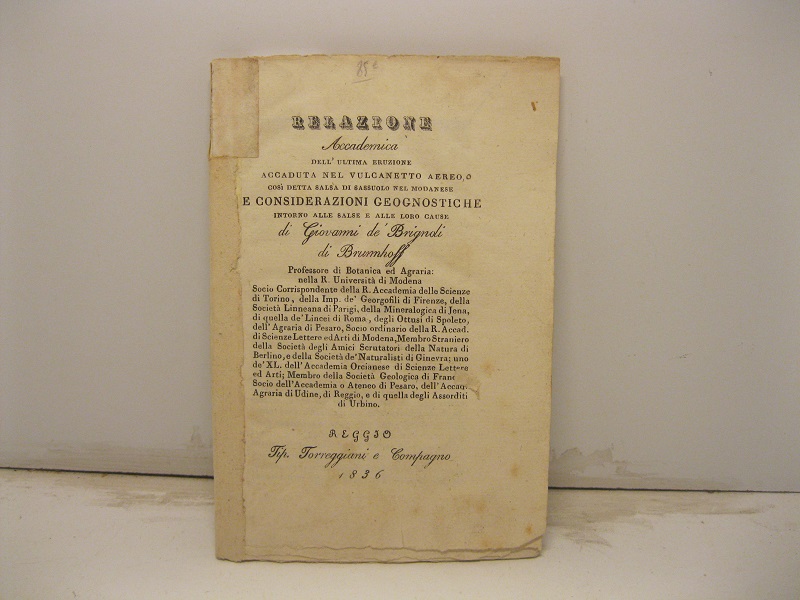 25
RELAZIONE
Accademica
DELL' ULTIMA ERUZIONE
ACCADUTA NEL VULCANETTO AEREO, O
COSÌ DETTA SALSA DI SASSUOLO NEL MODANESE
E CONSIDERAZIONI GEOGNOSTICHE
INTORNO ALLE SALSE E ALLE LORO CAUSE
di Giovanni de' Brignoli
di Brunnhoff
Professore di Botanica ed Agraria:
nella R. Università di Modena
Socio Corrispondente della R. Accademia delle Scienze
di Torino, della Imp. de' Georgofili di Firenze, della
Società Linneana di Parigi, della Mineralogica di Jena,
di quella de' Lincei di Roma, degli Ottusi di Spoleto,
dell' Agraria di Pesaro, Socio ordinario della R. Accad.
di Scienze Lettere ed Arti di Modena, Membro Straniero
della Società degli Amici Scrutatori della Natura di
Berlino, e della Società de' Naturalisti di Ginevra; uno
de' XL. dell' Accademia Orcianese di Scienze Lettere
ed Arti; Membro della Società Geologica di Franc
Socio dell' Accademia o Ateneo di Pesaro, dell' Accad.
Agraria di Udine, di Reggio, e di quella degli Assorditi
di Urbino.
REGGIO
Tip. Torreggiani e Compagno
1836